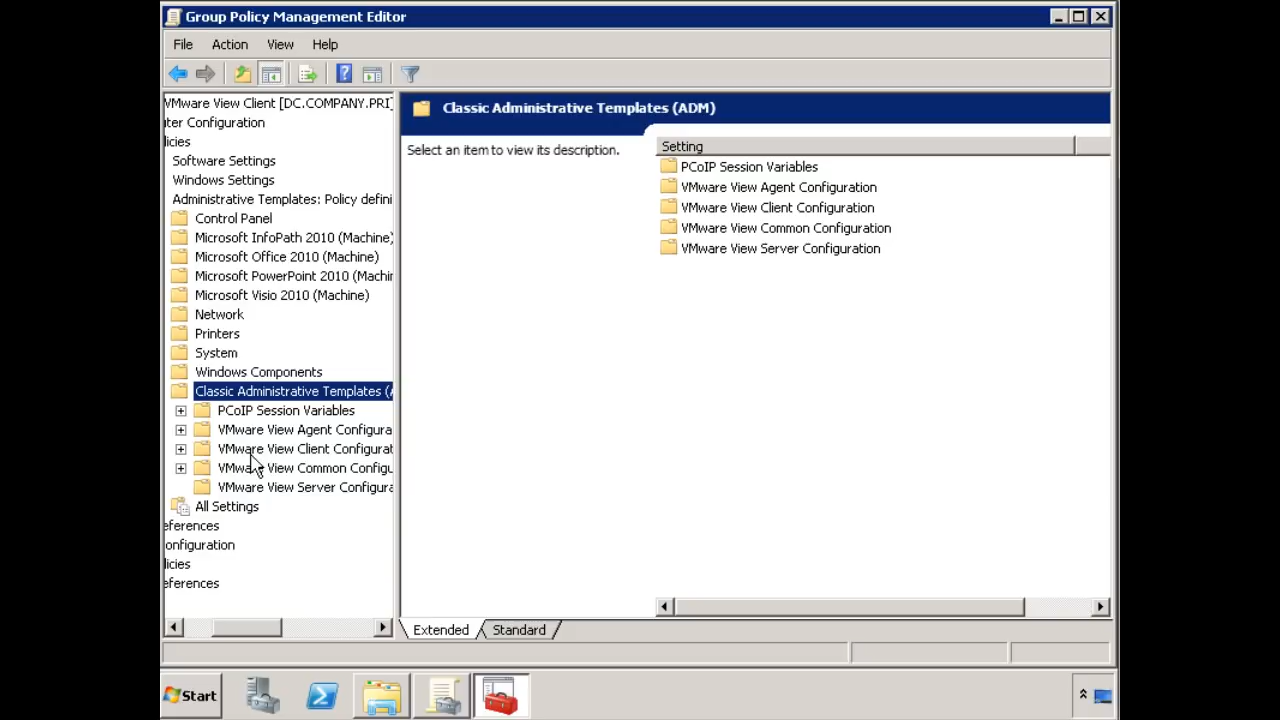 Group Policy Management Editor
File Action View Help
VMware View Client [DC.COMPANY.PRI]
ter Configuration
icies
Software Settings
Windows Settings
Administrative Templates: Policy defini
Control Panel
Microsoft InfoPath 2010 (Machine)
Microsoft Office 2010 (Machine)
Microsoft PowerPoint 2010 (Machi
Microsoft Visio 2010 (Machine)
Network
Printers
System
Windows Components
Classic Administrative Templates (A
PCoIP Session Variables
VMware View Agent Configura
VMware View Client Configurat
VMware View Common Configu
VMware View Server Configura
All Settings
eferences
onfiguration
licies
eferences
Classic Administrative Templates (ADM)
Select an item to view its description.
Setting
PCoIP Session Variables
VMware View Agent Configuration
VMware View Client Configuration
VMware View Common Configuration
VMware View Server Configuration
Extended Standard
Start